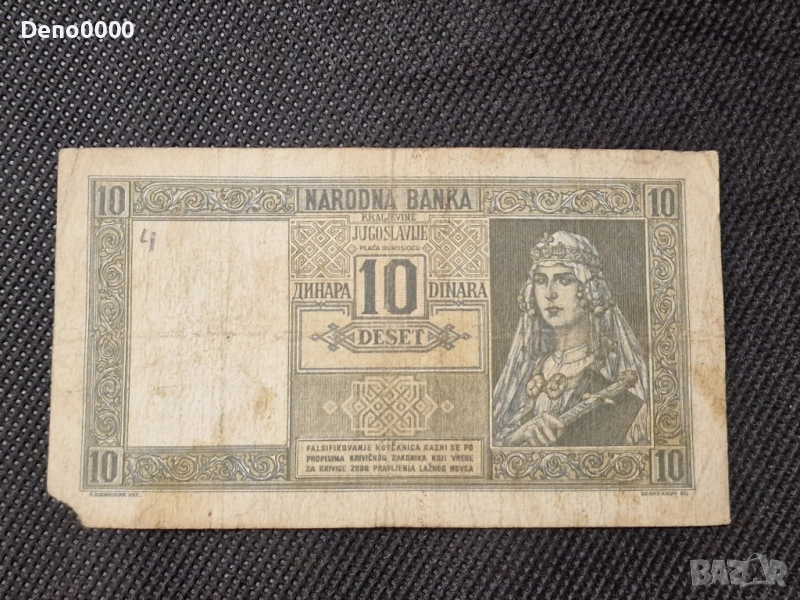 Deno0000
10 NARODNA BANKA 10
KRALJEVINE
JUGOSLAVIJE
PLAĆA DONOSIOCU
ДИНАРА 10 DINARA
DESET
FALSIFIKOVANJE NOVČANICA KAZNI SE PO
PROPISIMA KRIVIČNOG ZAKONIKA KOJI VREDE
ZA KRIVICE ZBOG PRAVLJENJA LAŽNOG NOVCA
10 10
BAZAR